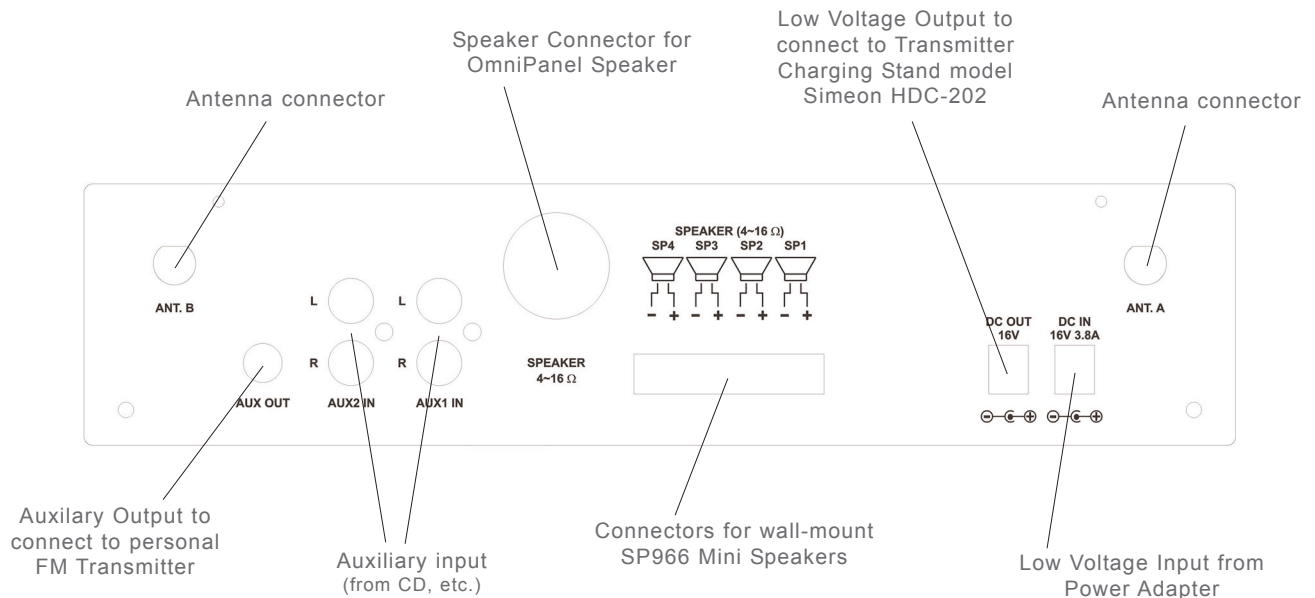 Low Voltage Output to
connect to Transmitter
Charging Stand model
Simeon HDC-202
Speaker Connector for
OmniPanel Speaker
Antenna connector
Antenna connector
SPEAKER (4~16 Ω)
SP4 SP3 SP2 SP1
- + - + - + - +
ANT. B
ANT. A
L
L
DC OUT
16V
DC IN
16V 3.8A
R
R
SPEAKER
4~16 Ω
AUX OUT
AUX2 IN
AUX1 IN
Auxilary Output to
connect to personal
FM Transmitter
Auxiliary input
(from CD, etc.)
Connectors for wall-mount
SP966 Mini Speakers
Low Voltage Input from
Power Adapter